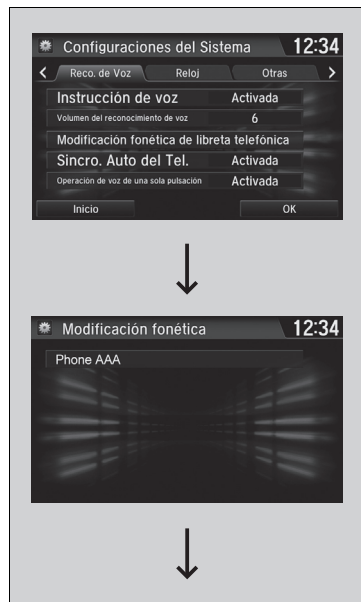 Configuraciones del Sistema 12:34
Reco. de Voz Reloj Otras
Instrucción de voz Activada
Volumen del reconocimiento de voz 6
Modificación fonética de libreta telefónica
Sincro. Auto del Tel. Activada
Operación de voz de una sola pulsación Activada
Inicio OK
Modificación fonética 12:34
Phone AAA